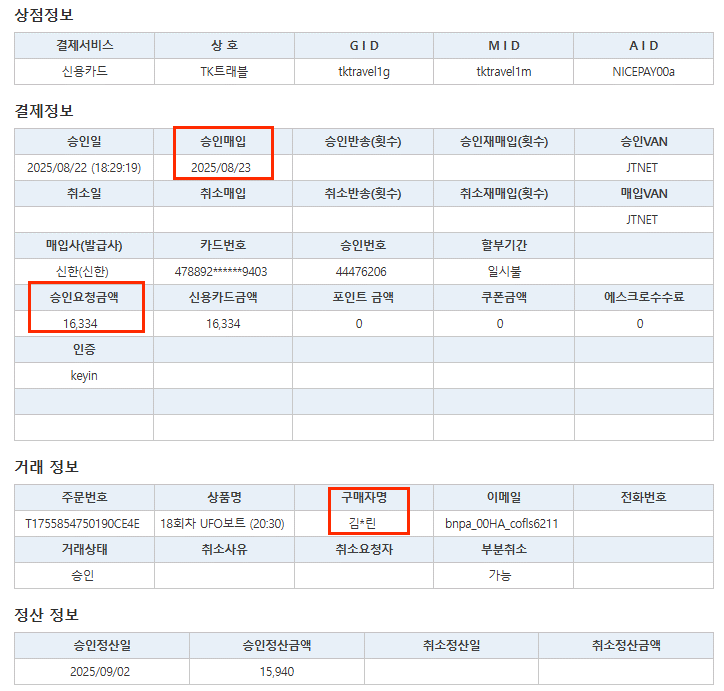 상점정보
결제서비스 상 호 G I D M I D A I D
신용카드 TK트래블 tktravel1g tktravel1m NICEPAY00a
결제정보
승인일 승인매입 승인반송(횟수) 승인재매입(횟수) 승인VAN
2025/08/22 (18:29:19) 2025/08/23 JTNET
취소일 취소매입 취소반송(횟수) 취소재매입(횟수) 매입VAN
JTNET
매입사(발급사) 카드번호 승인번호 할부기간
신한(신한) 478892******9403 44476206 일시불
승인요청금액 신용카드금액 포인트 금액 쿠폰금액 에스크로수수료
16,334 16,334 0 0 0
인증
keyin
거래 정보
주문번호 상품명 구매자명 이메일 전화번호
T1755854750190CE4E 18회차 UFO보트 (20:30) 김*린 bnpa_00HA_cofls6211
거래상태 취소사유 취소요청자 부분취소
승인 가능
정산 정보
승인정산일 승인정산금액 취소정산일 취소정산금액
2025/09/02 15,940